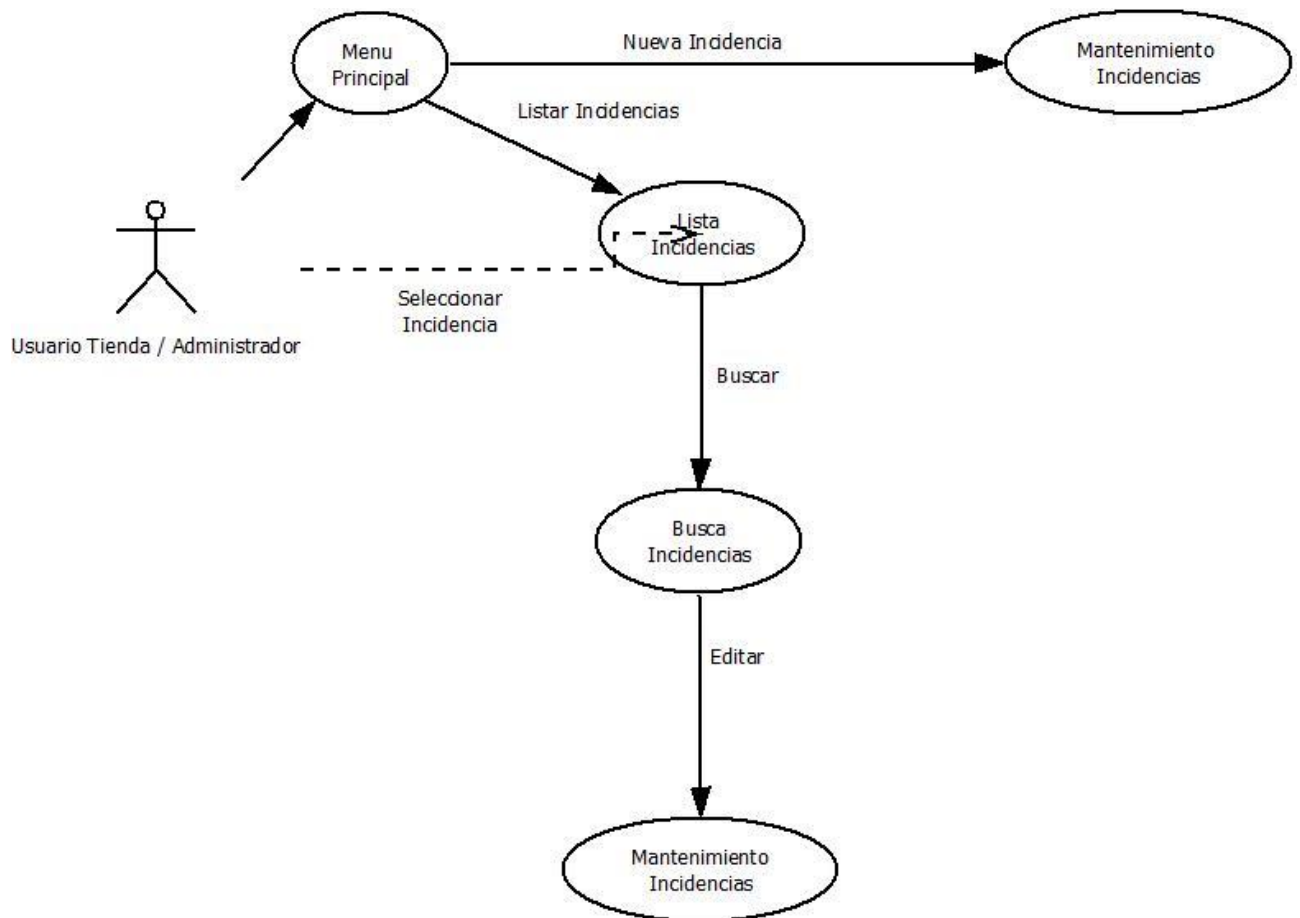 Menu
Principal
Nueva Incidencia
Mantenimiento
Incidencias
Listar Incidencias
Lista
Incidencias
Seleccionar
Incidencia
Usuario Tienda / Administrador
Buscar
Busca
Incidencias
Editar
Mantenimiento
Incidencias